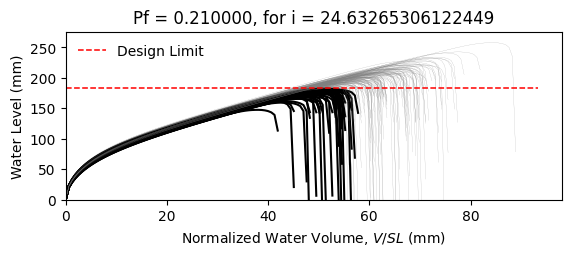 Pf = 0.210000, for i = 24.63265306122449
Water Level (mm)
250
200
150
100
50
0
Design Limit
0 20 40 60 80
Normalized Water Volume, V/SL (mm)